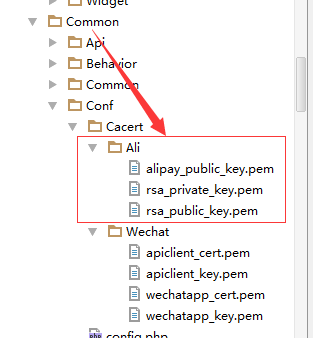 Widget
Common
Api
Behavior
Common
Conf
Cacert
Ali
alipay_public_key.pem
rsa_private_key.pem
rsa_public_key.pem
Wechat
apiclient_cert.pem
apiclient_key.pem
wechatapp_cert.pem
wechatapp_key.pem
config.php